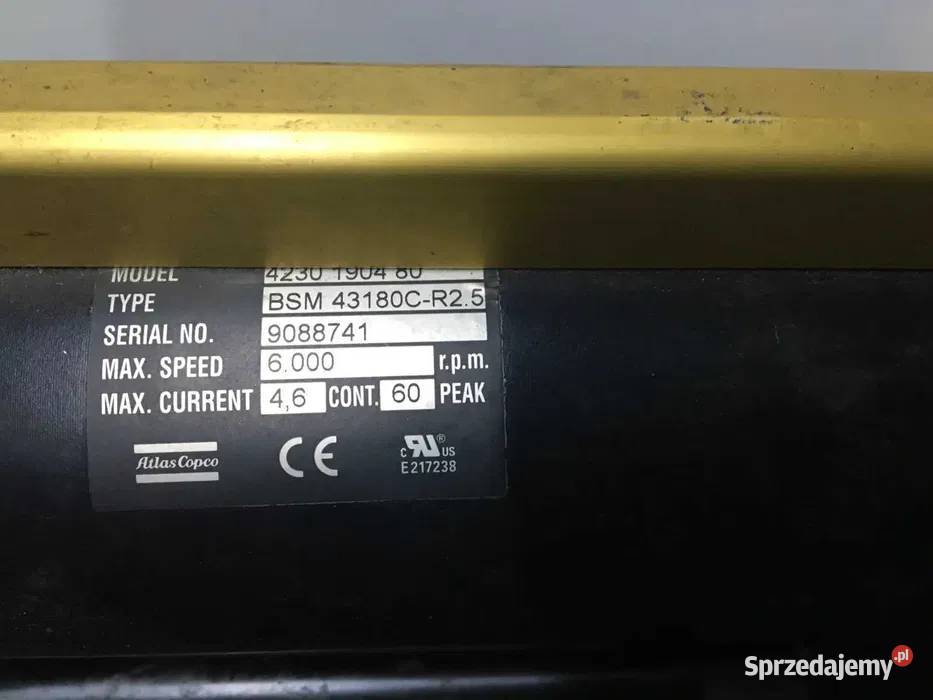 MODEL 4230 1904 80
TYPE BSM 43180C-R2.5
SERIAL NO. 9088741
MAX. SPEED 6.000 r.p.m.
MAX. CURRENT 4,6 CONT. 60 PEAK
Atlas Copco CE c RU ® US
E217238
Sprzedajemy.pl